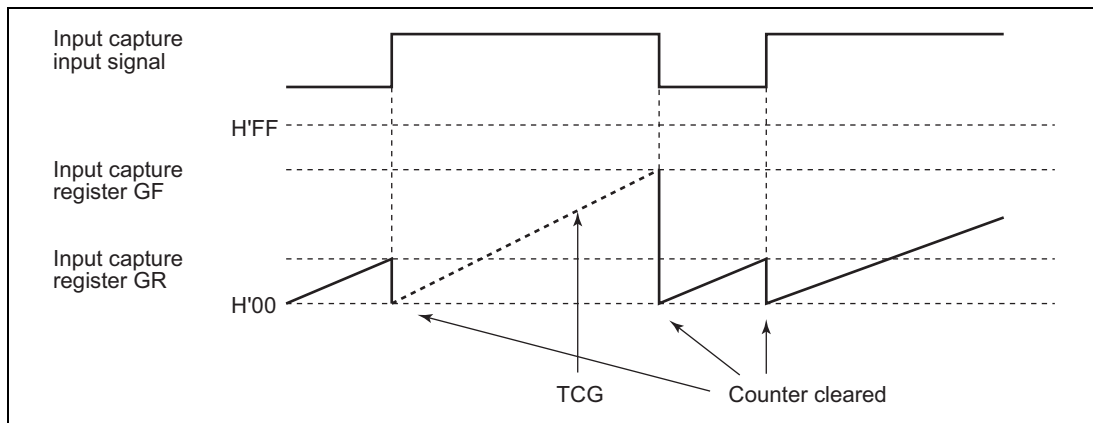 Input capture
input signal
H'FF
Input capture
register GF
Input capture
register GR
H'00
TCG
Counter cleared